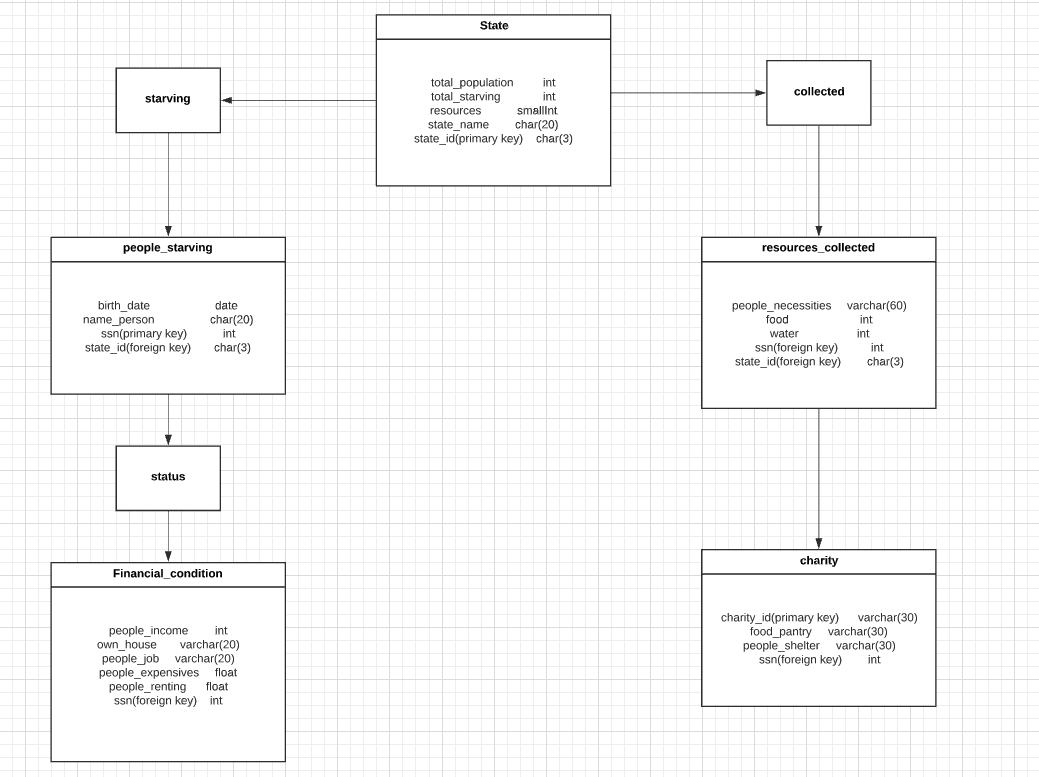 State
total_population int
total_starving int
resources smallInt
state_name char(20)
state_id(primary key) char(3)
starving
collected
people_starving
birth_date date
name_person char(20)
ssn(primary key) int
state_id(foreign key) char(3)
resources_collected
people_necessities varchar(60)
food int
water int
ssn(foreign key) int
state_id(foreign key) char(3)
status
Financial_condition
people_income int
own_house varchar(20)
people_job varchar(20)
people_expensives float
people_renting float
ssn(foreign key) int
charity
charity_id(primary key) varchar(30)
food_pantry varchar(30)
people_shelter varchar(30)
ssn(foreign key) int